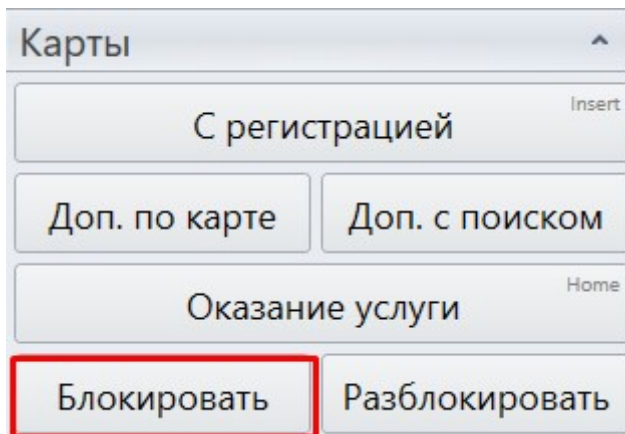 Карты
С регистрацией Insert
Доп. по карте Доп. с поиском
Оказание услуги Home
Блокировать Разблокировать